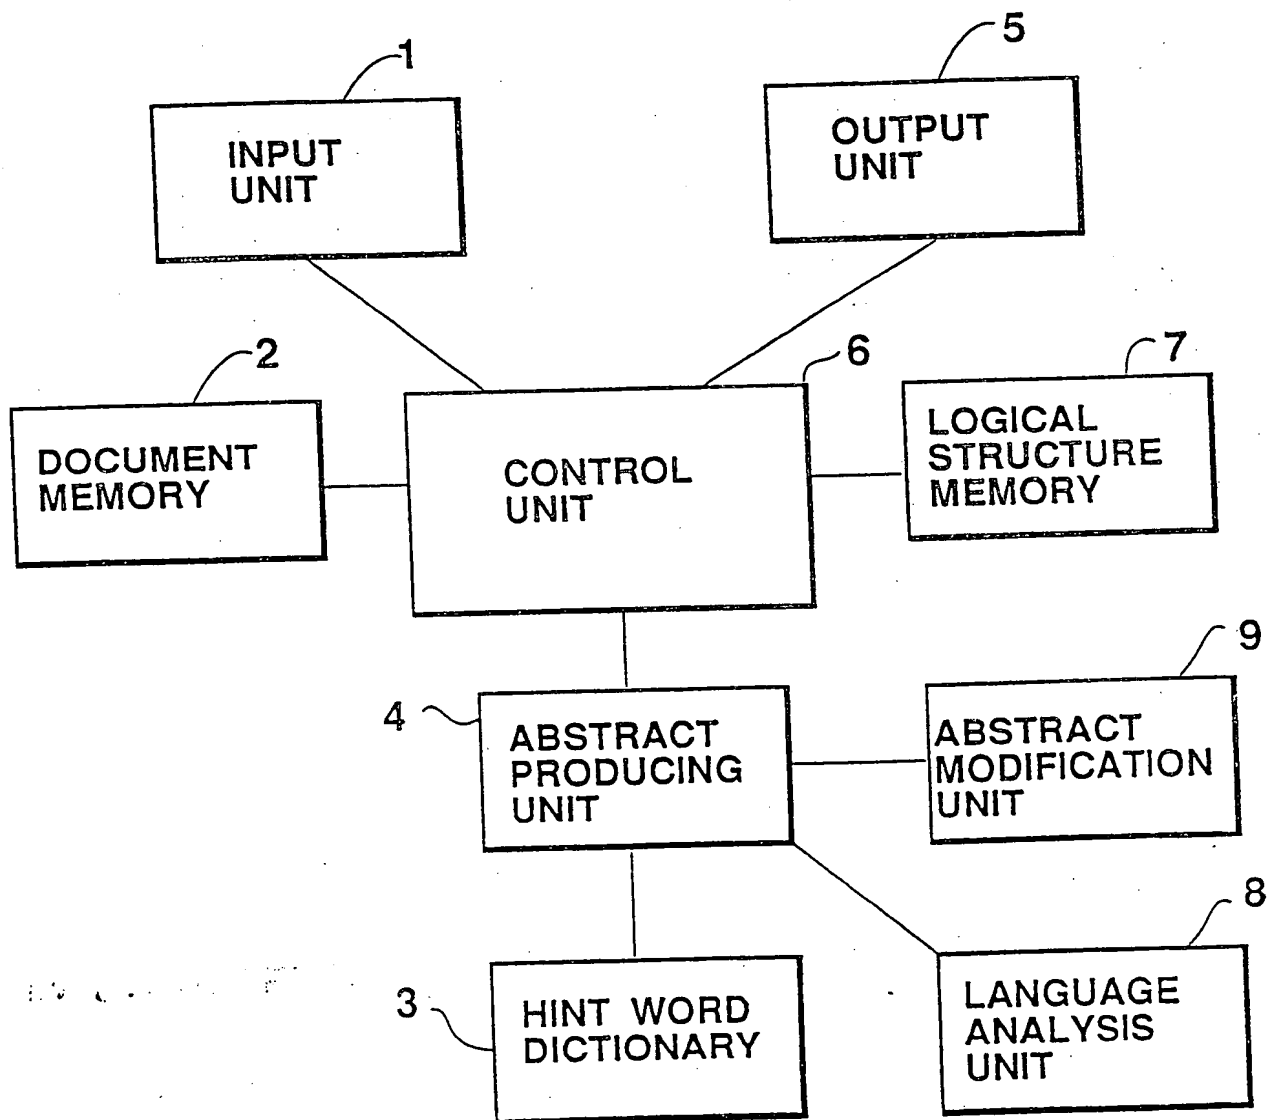 1
INPUT
UNIT
5
OUTPUT
UNIT
2
DOCUMENT
MEMORY
6
CONTROL
UNIT
7
LOGICAL
STRUCTURE
MEMORY
4
ABSTRACT
PRODUCING
UNIT
9
ABSTRACT
MODIFICATION
UNIT
3
HINT WORD
DICTIONARY
8
LANGUAGE
ANALYSIS
UNIT